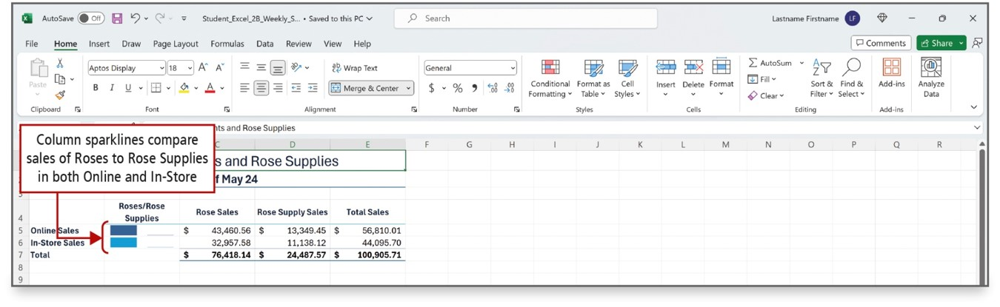 AutoSave Off Student_Excel_2B_Weekly_S... • Saved to this PC Search Lastname Firstname LF
File Home Insert Draw Page Layout Formulas Data Review View Help Comments Share
Paste Aptos Display 18 A A Wrap Text General Conditional Formatting Format as Table Cell Styles Insert Delete Format AutoSum Fill Clear Sort & Filter Find & Select Add-ins Analyze Data
B I U A Merge & Center $ % 9
Clipboard Font Alignment Number Styles Cells Editing Add-ins
nts and Rose Supplies
Column sparklines compare
sales of Roses to Rose Supplies
in both Online and In-Store
C D E F G H I J K L M N O P Q R
s and Rose Supplies
f May 24
3
Roses/Rose
Supplies
4 Rose Sales Rose Supply Sales Total Sales
5 Online Sales $ 43,460.56 $ 13,349.45 $ 56,810.01
6 In-Store Sales 32,957.58 11,138.12 44,095.70
7 Total $ 76,418.14 $ 24,487.57 $ 100,905.71
8
9